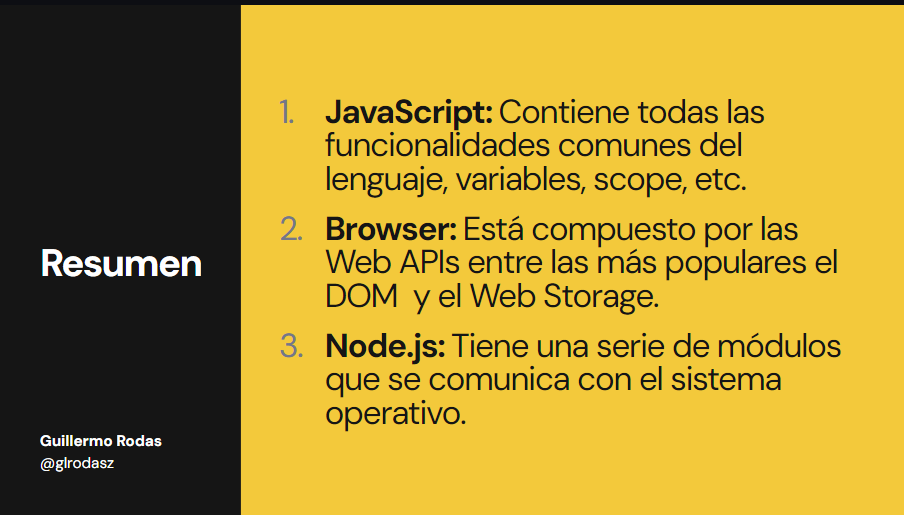 Resumen
Guillermo Rodas
@glrodasz
1. JavaScript: Contiene todas las
funcionalidades comunes del
lenguaje, variables, scope, etc.
2. Browser: Está compuesto por las
Web APIs entre las más populares el
DOM  y el Web Storage.
3. Node.js: Tiene una serie de módulos
que se comunica con el sistema
operativo.